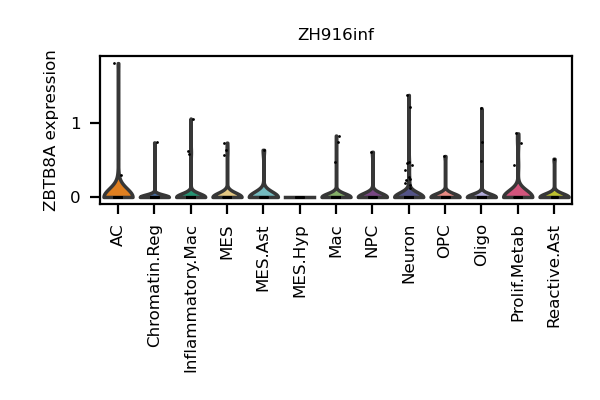 ZH916inf
ZBTB8A expression
1
0
AC
Chromatin.Reg
Inflammatory.Mac
MES
MES.Ast
MES.Hyp
Mac
NPC
Neuron
OPC
Oligo
Prolif.Metab
Reactive.Ast